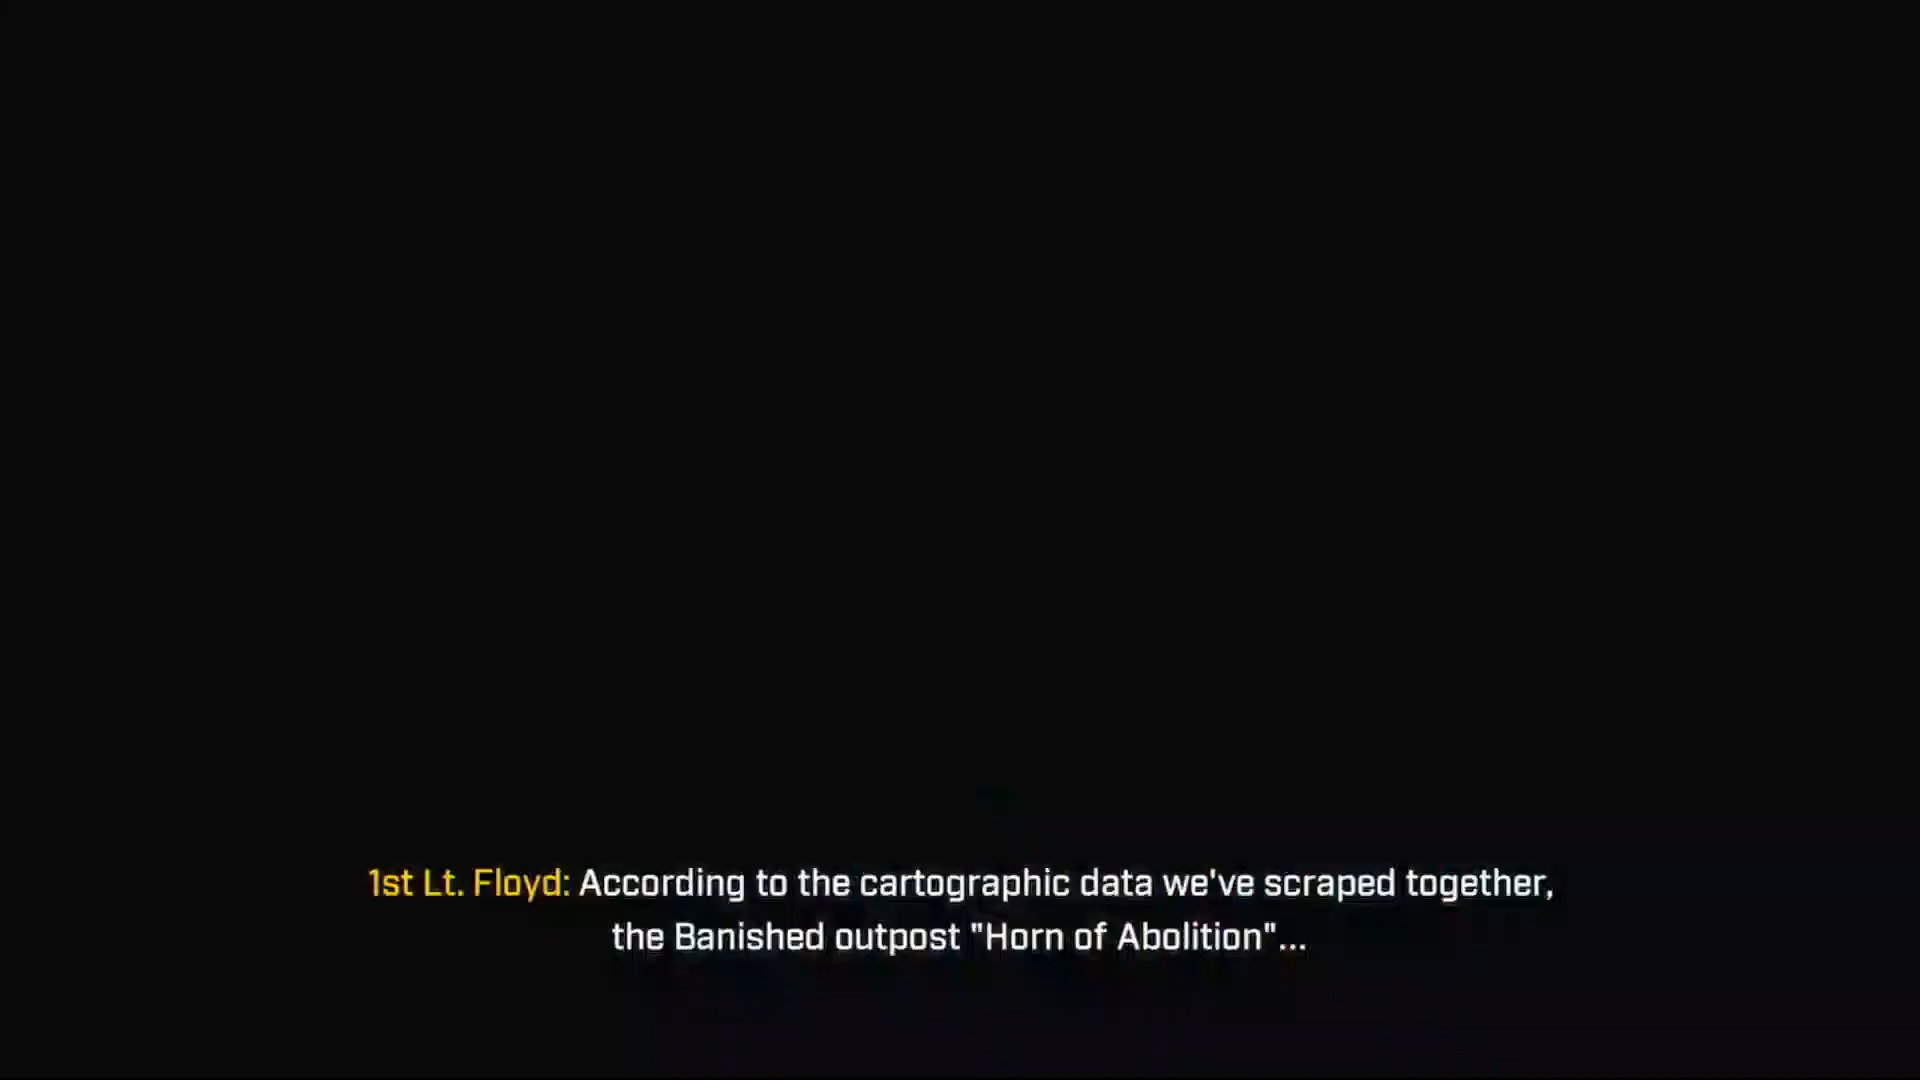 1st Lt. Floyd: According to the cartographic data we've scraped together,
the Banished outpost "Horn of Abolition"...